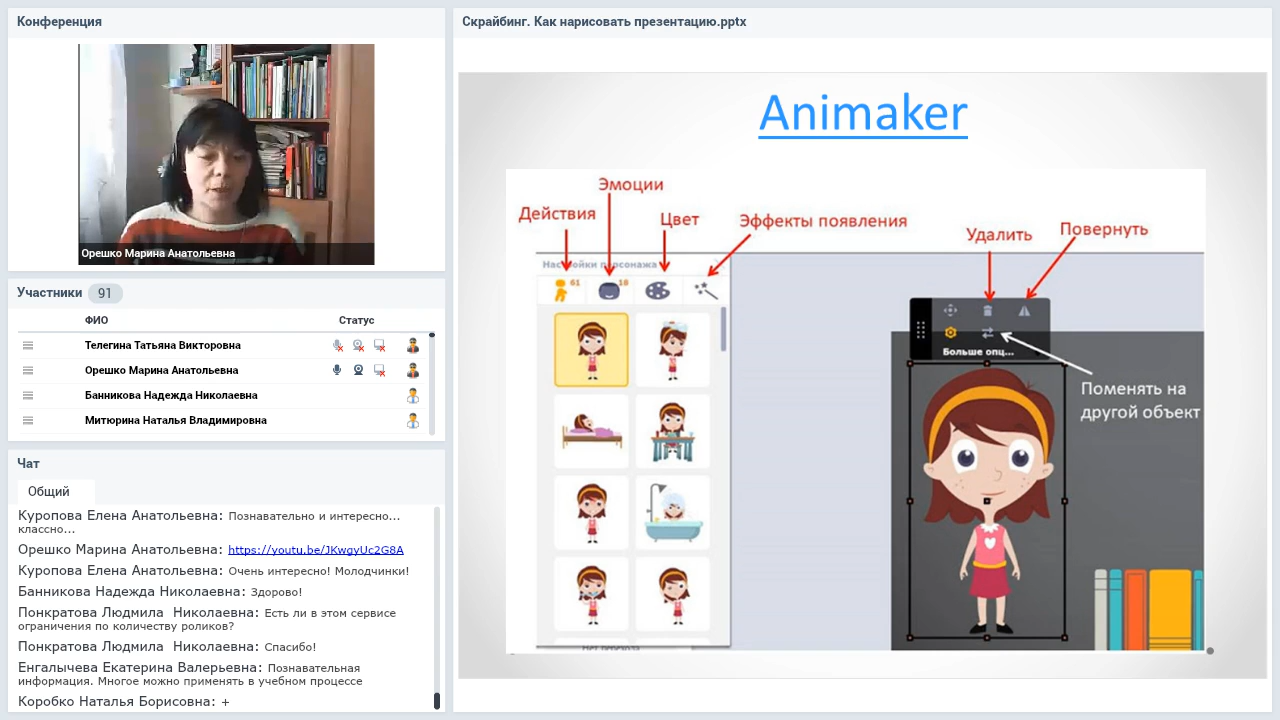 Конференция
Орешко Марина Анатольевна
Участники 91
ФИО Статус
Телегина Татьяна Викторовна
Орешко Марина Анатольевна
Банникова Надежда Николаевна
Митюрина Наталья Владимировна
Чат
Общий
Куропова Елена Анатольевна: Познавательно и интересно...
классно...
Орешко Марина Анатольевна: https://youtu.be/JKwgyUc2G8A
Куропова Елена Анатольевна: Очень интересно! Молодчинки!
Банникова Надежда Николаевна: Здорово!
Понкратова Людмила Николаевна: Есть ли в этом сервисе
ограничения по количеству роликов?
Понкратова Людмила Николаевна: Спасибо!
Енгалычева Екатерина Валерьевна: Познавательная
информация. Многое можно применять в учебном процессе
Коробко Наталья Борисовна: +
Скрайбинг. Как нарисовать презентацию.pptx
Animaker
Эмоции
Действия
Цвет
Эффекты появления
Удалить
Повернуть
Настройки персонажа
61
18
Больше опц...
Поменять на
другой объект